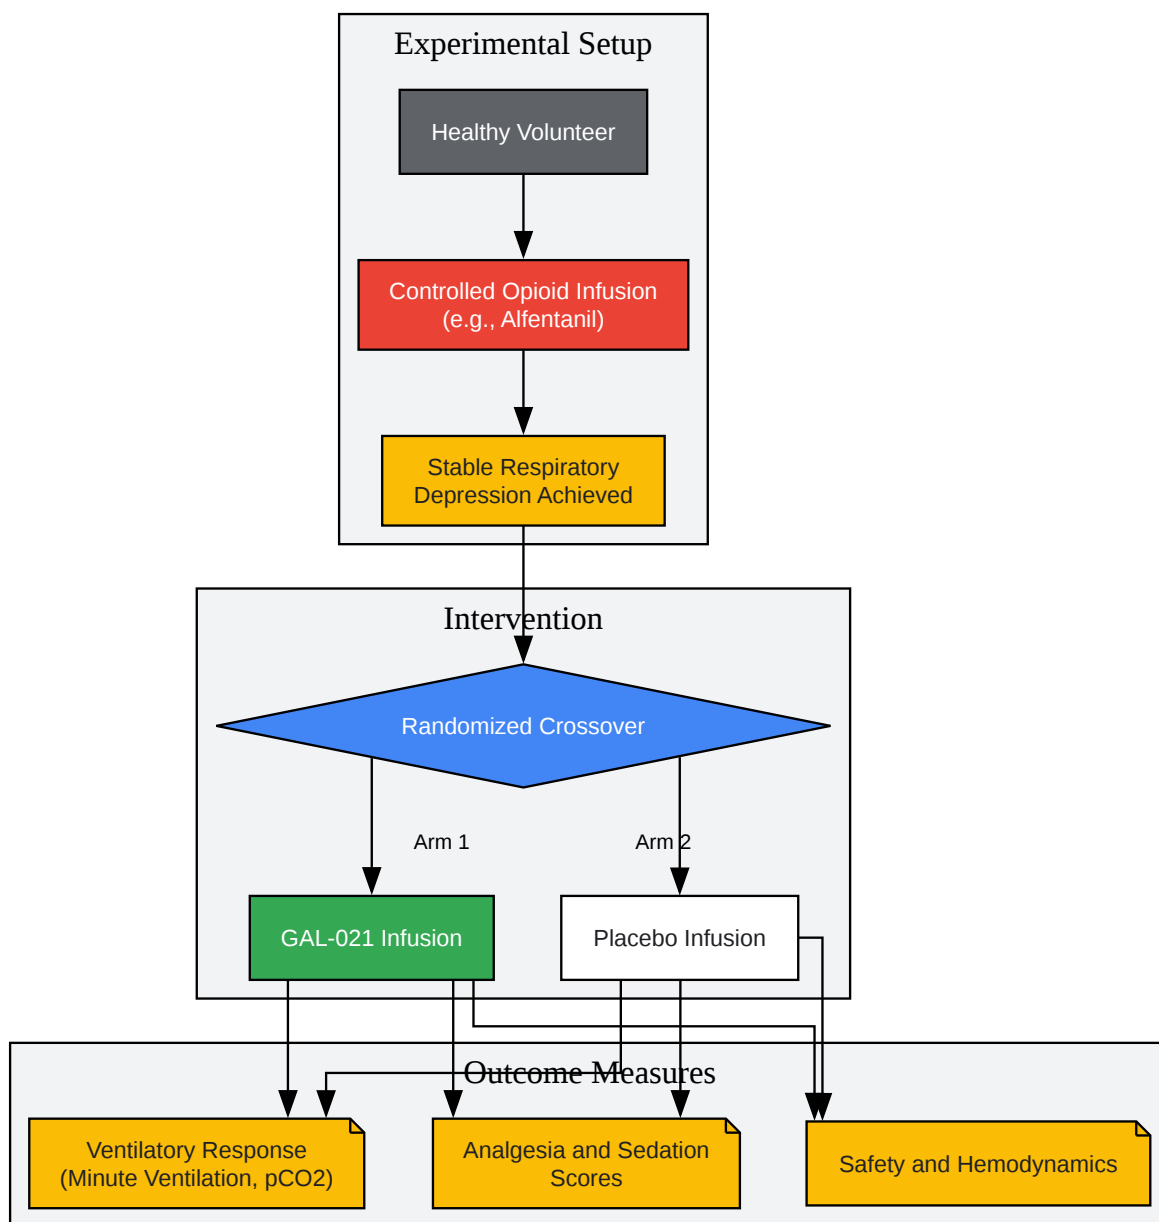 Experimental Setup
Healthy Volunteer
Controlled Opioid Infusion
(e.g., Alfentanil)
Stable Respiratory
Depression Achieved
Intervention
Randomized Crossover
Arm 1
Arm 2
GAL-021 Infusion
Placebo Infusion
Outcome Measures
Ventilatory Response
(Minute Ventilation, pCO2)
Analgesia and Sedation
Scores
Safety and Hemodynamics